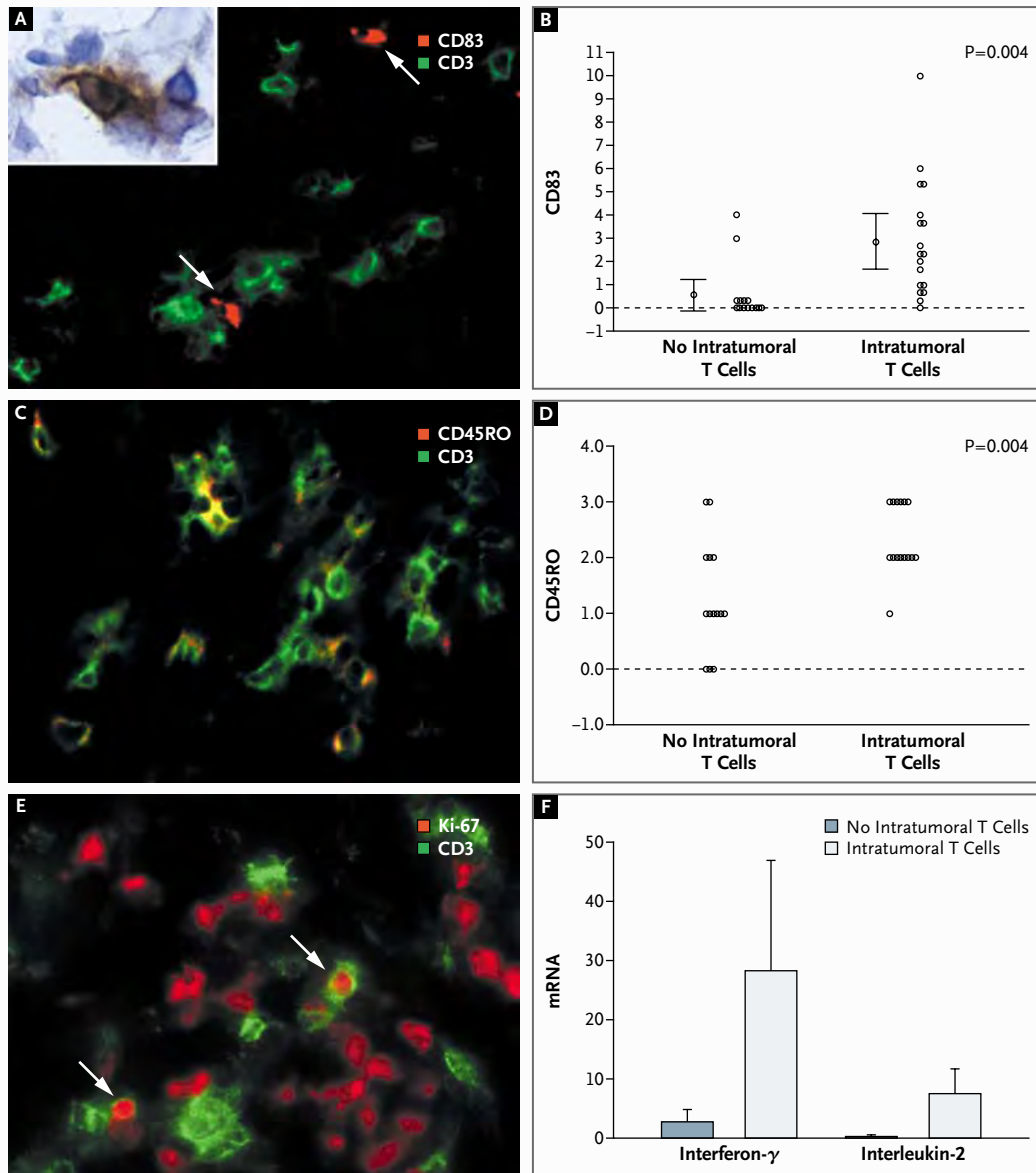 A
CD83
CD3
B
P=0.004
CD83
11
10
9
8
7
6
5
4
3
2
1
0
–1
No Intratumoral
T Cells
Intratumoral
T Cells
C
CD45RO
CD3
D
P=0.004
CD45RO
4.0
3.0
2.0
1.0
0.0
–1.0
No Intratumoral
T Cells
Intratumoral
T Cells
E
Ki-67
CD3
F
No Intratumoral T Cells
Intratumoral T Cells
mRNA
50
40
30
20
10
0
Interferon-γ
Interleukin-2